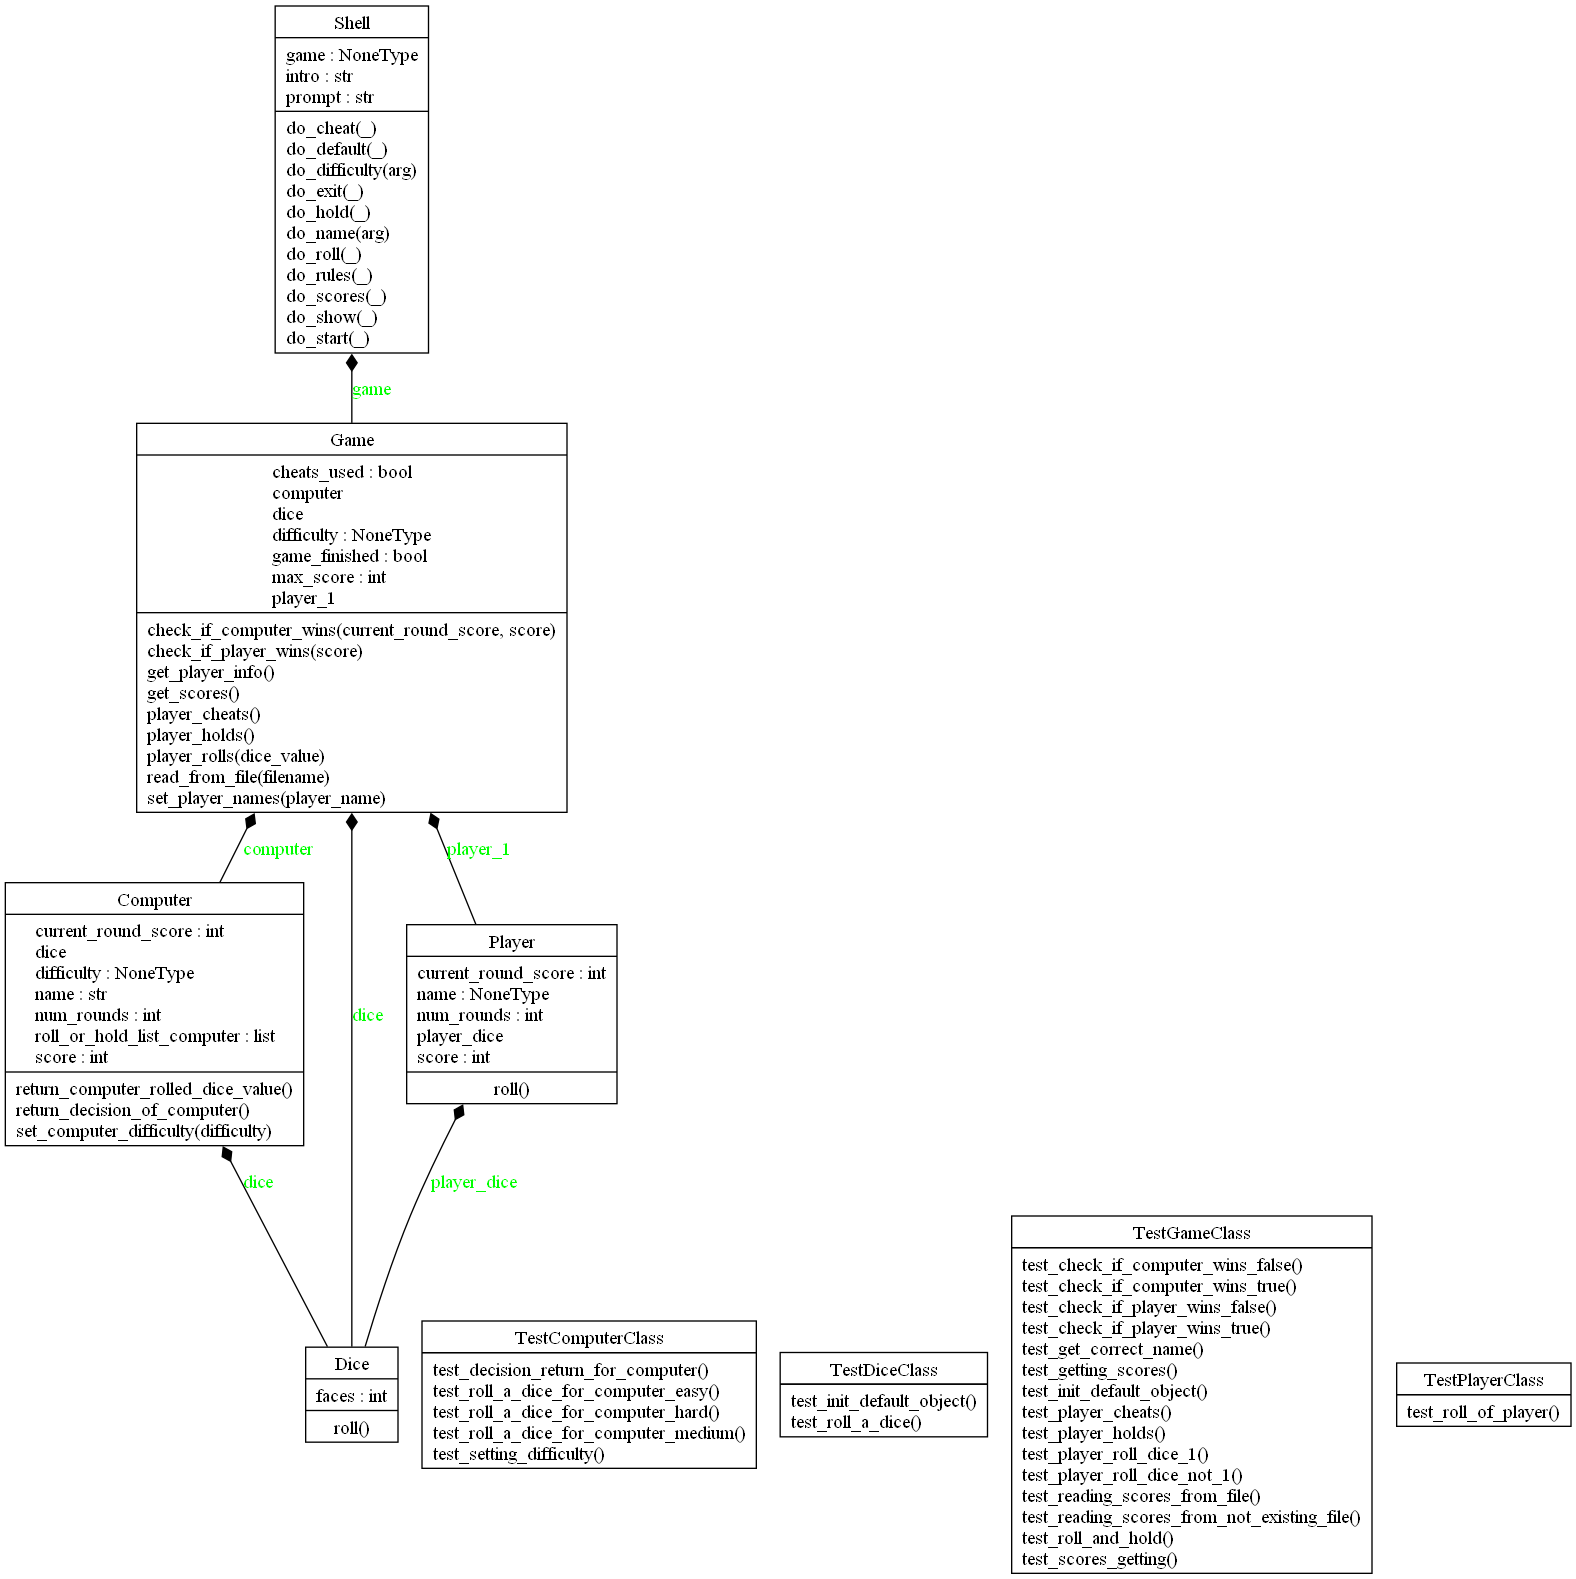 Shell
game : NoneType
intro : str
prompt : str
do_cheat(_)
do_default(_)
do_difficulty(arg)
do_exit(_)
do_hold(_)
do_name(arg)
do_roll(_)
do_rules(_)
do_scores(_)
do_show(_)
do_start(_)
game
Game
cheats_used : bool
computer
dice
difficulty : NoneType
game_finished : bool
max_score : int
player_1
check_if_computer_wins(current_round_score, score)
check_if_player_wins(score)
get_player_info()
get_scores()
player_cheats()
player_holds()
player_rolls(dice_value)
read_from_file(filename)
set_player_names(player_name)
computer
player_1
Computer
current_round_score : int
dice
difficulty : NoneType
name : str
num_rounds : int
roll_or_hold_list_computer : list
score : int
return_computer_rolled_dice_value()
return_decision_of_computer()
set_computer_difficulty(difficulty)
dice
Player
current_round_score : int
name : NoneType
num_rounds : int
player_dice
score : int
roll()
dice
player_dice
Dice
faces : int
roll()
TestComputerClass
test_decision_return_for_computer()
test_roll_a_dice_for_computer_easy()
test_roll_a_dice_for_computer_hard()
test_roll_a_dice_for_computer_medium()
test_setting_difficulty()
TestDiceClass
test_init_default_object()
test_roll_a_dice()
TestGameClass
test_check_if_computer_wins_false()
test_check_if_computer_wins_true()
test_check_if_player_wins_false()
test_check_if_player_wins_true()
test_get_correct_name()
test_getting_scores()
test_init_default_object()
test_player_cheats()
test_player_holds()
test_player_roll_dice_1()
test_player_roll_dice_not_1()
test_reading_scores_from_file()
test_reading_scores_from_not_existing_file()
test_roll_and_hold()
test_scores_getting()
TestPlayerClass
test_roll_of_player()